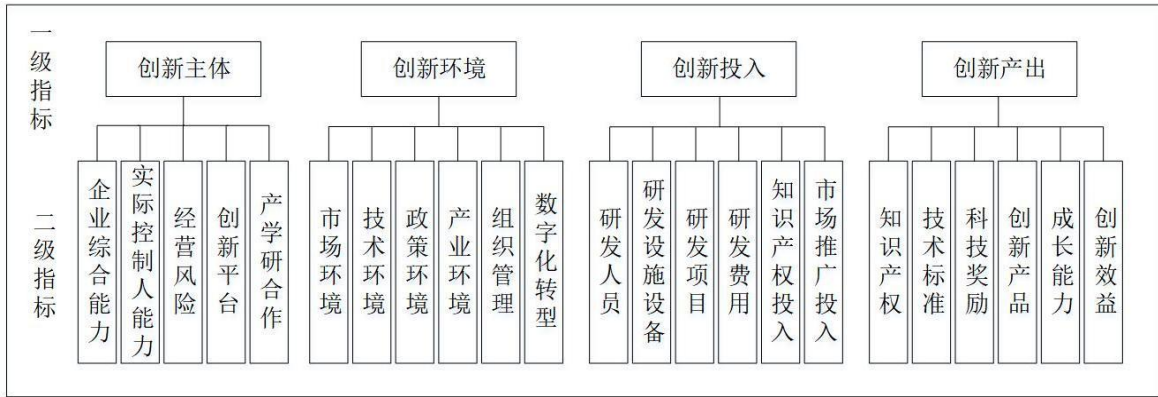 一级指标
创新主体
创新环境
创新投入
创新产出
二级指标
企业综合能力
实际控制人能力
经营风险
创新平台
产学研合作
市场环境
技术环境
政策环境
产业环境
组织管理
数字化转型
研发人员
研发设施设备
研发项目
研发费用
知识产权投入
市场推广投入
知识产权
技术标准
科技奖励
创新产品
成长能力
创新效益